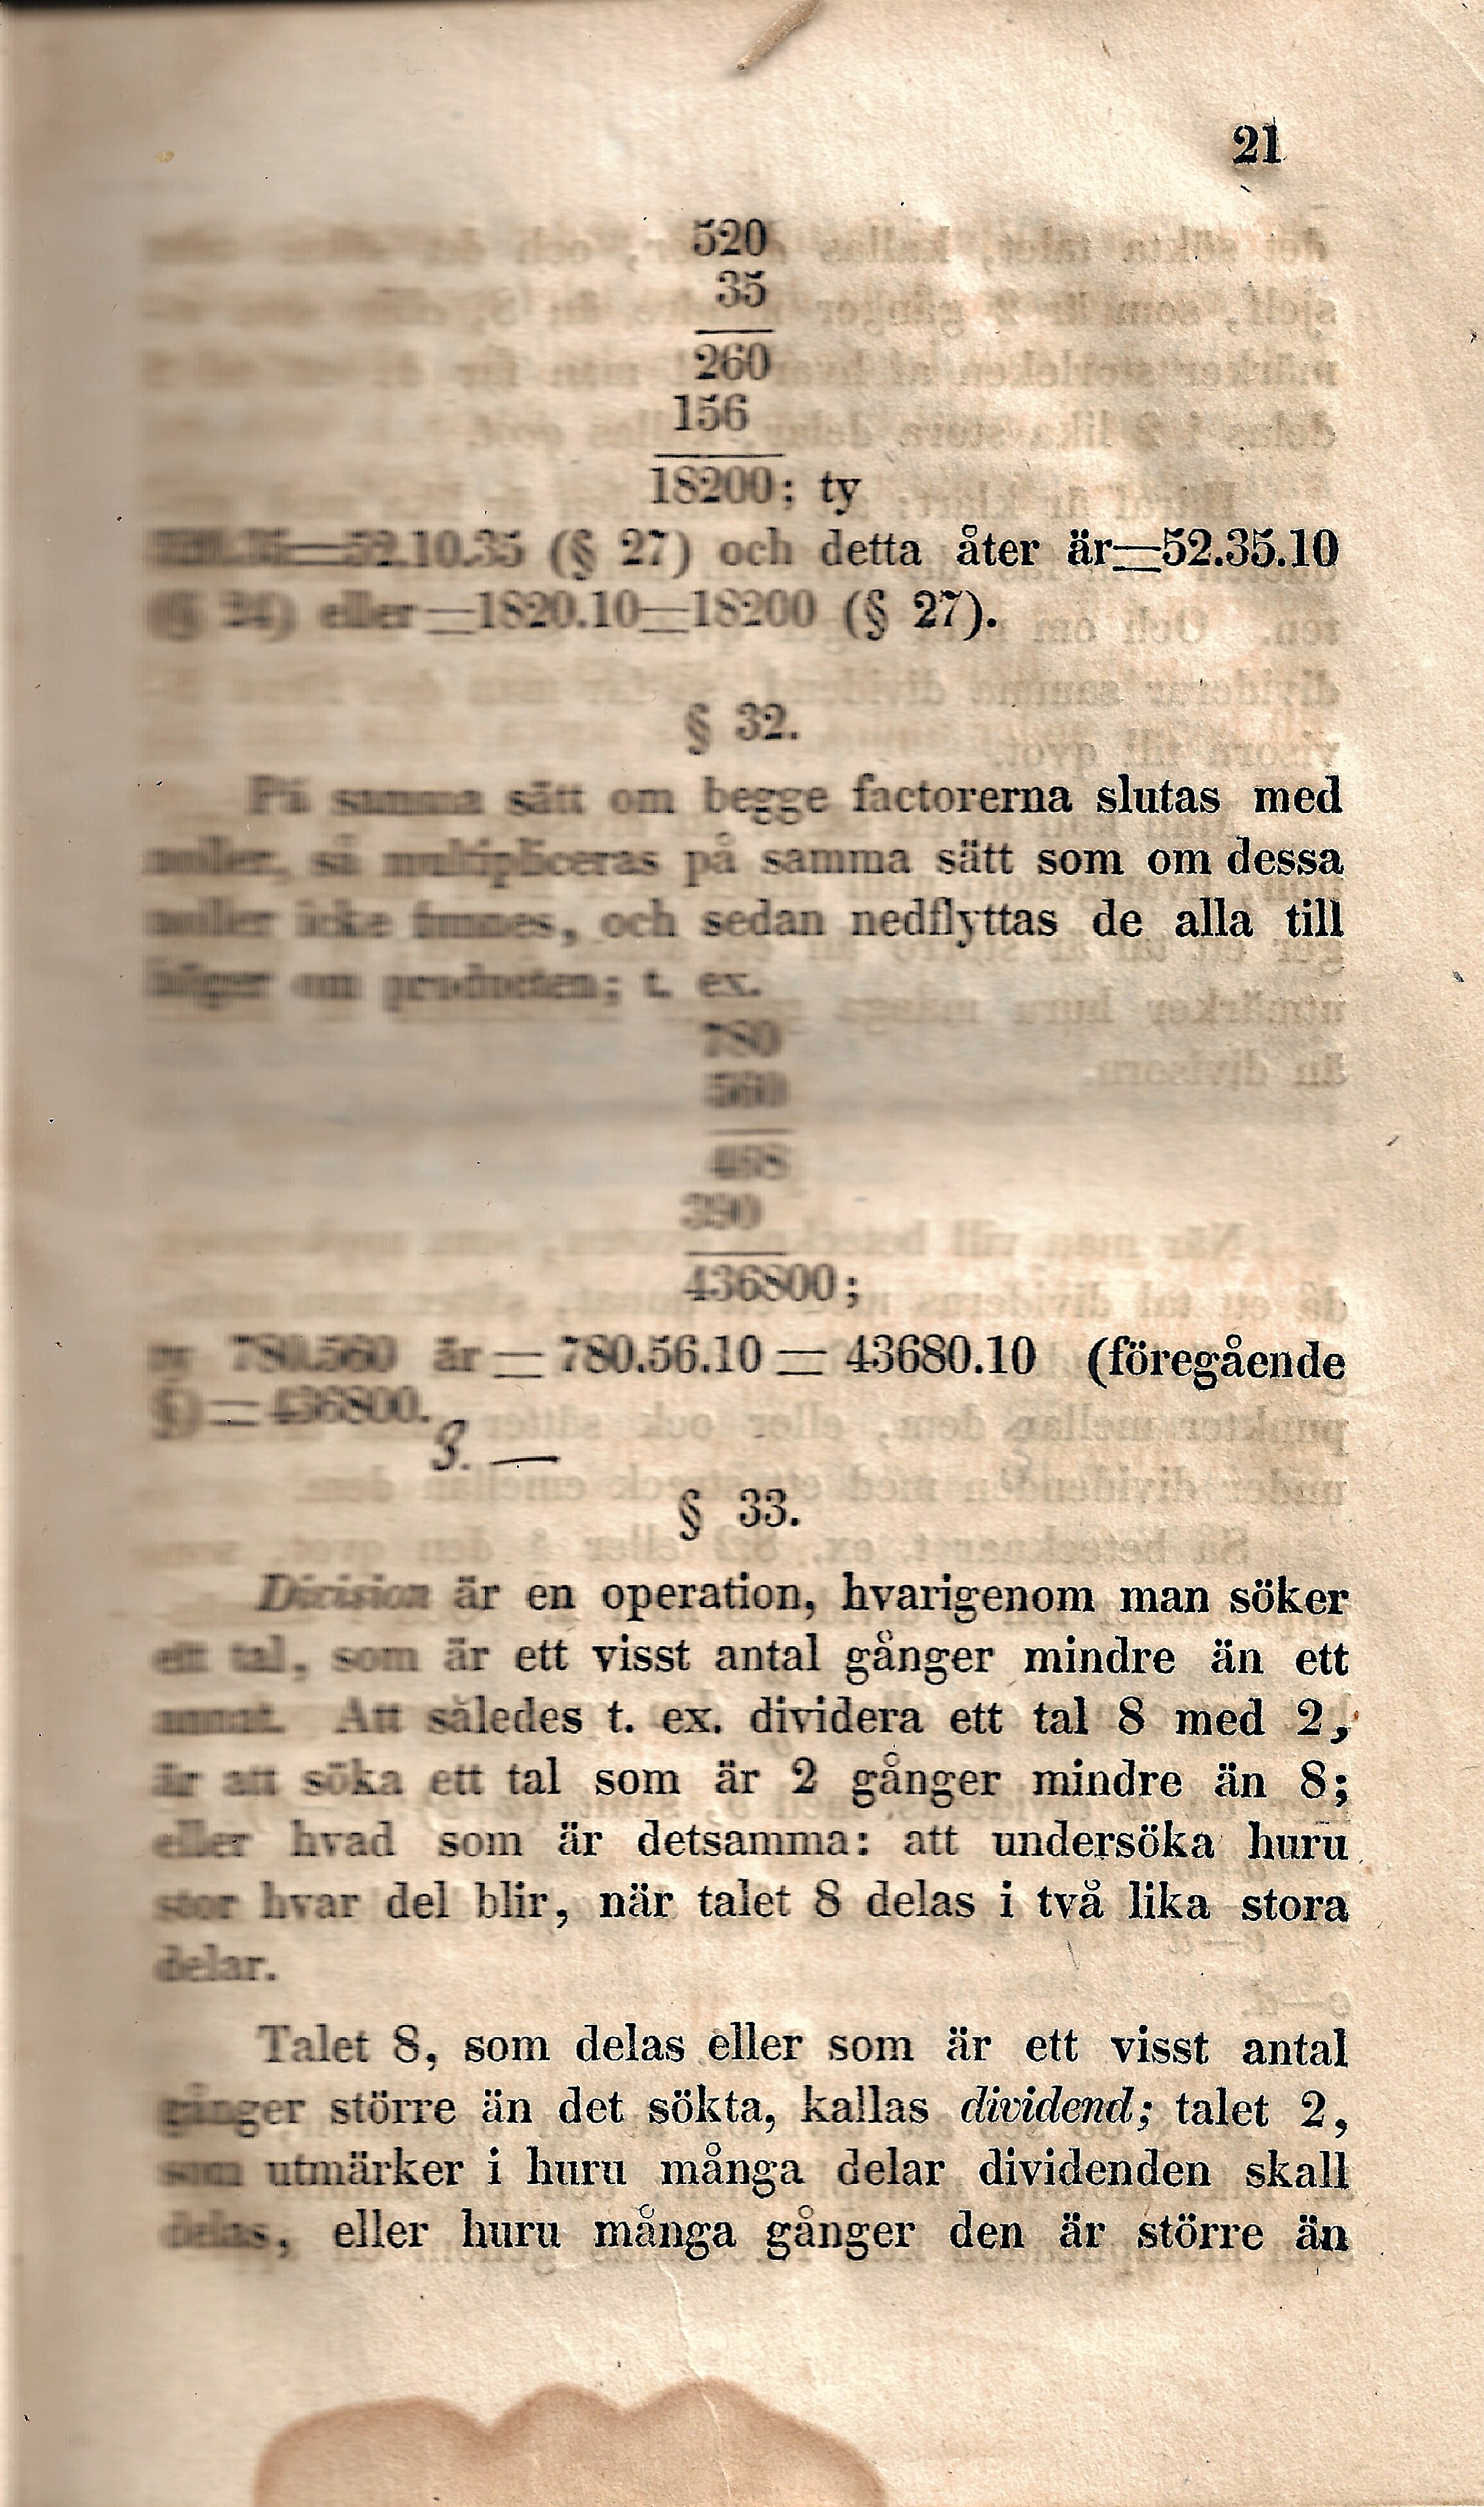 21
520
35
260
156
18200; ty
520.35=52.10.35 (§ 27) och detta åter är=52.35.10
(§ 24) eller=1820.10=18200 (§ 27).
§ 32.
På samma sätt om begge factorerna slutas med
noller, så multipliceras på samma sätt som om dessa
noller icke funnes, och sedan nedflyttas de alla till
höger om producten; t. ex.
780
560
468
390
436800;
ty 780.560 är = 780.56.10 = 43680.10 (föregående
§)=436800.
8. —
§ 33.
Division är en operation, hvarigenom man söker
ett tal, som är ett visst antal gånger mindre än ett
annat. Att således t. ex. dividera ett tal 8 med 2,
är att söka ett tal som är 2 gånger mindre än 8;
eller hvad som är detsamma: att undersöka huru
stor hvar del blir, när talet 8 delas i två lika stora
delar.
Talet 8, som delas eller som är ett visst antal
gånger större än det sökta, kallas dividend; talet 2,
som utmärker i huru många delar dividenden skall
delas, eller huru många gånger den är större än